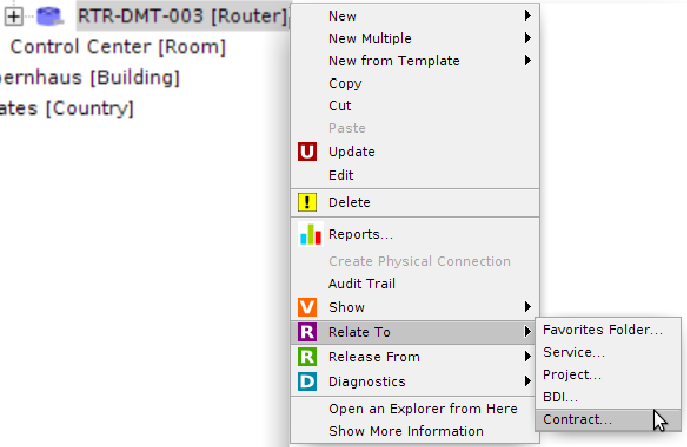 RTR-DMT-003 [Router]
Control Center [Room]
ernhaus [Building]
ates [Country]
New
New Multiple
New from Template
Copy
Cut
Paste
U Update
Edit
! Delete
Reports...
Create Physical Connection
Audit Trail
V Show
R Relate To
R Release From
D Diagnostics
Open an Explorer from Here
Show More Information
Favorites Folder...
Service...
Project...
BDI...
Contract...